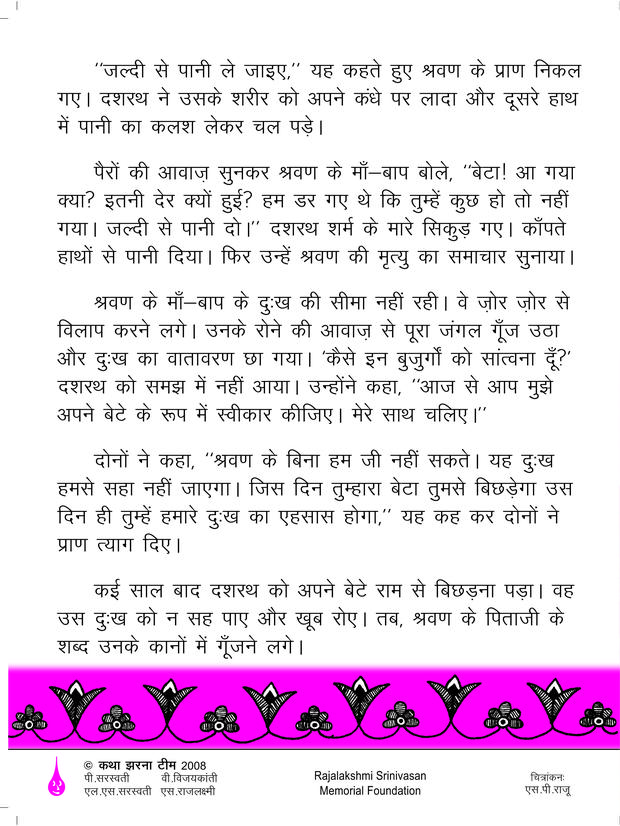 ‘‘जल्दी से पानी ले जाइए,’’ यह कहते हुए श्रवण के प्राण निकल
गए। दशरथ ने उसके शरीर को अपने कंधे पर लादा और दूसरे हाथ
में पानी का कलश लेकर चल पड़े।
पैरों की आवाज़ सुनकर श्रवण के माँ–बाप बोले, ‘‘बेटा! आ गया
क्या? इतनी देर क्यों हुई? हम डर गए थे कि तुम्हें कुछ हो तो नहीं
गया। जल्दी से पानी दो।’’ दशरथ शर्म के मारे सिकुड़ गए। काँपते
हाथों से पानी दिया। फिर उन्हें श्रवण की मृत्यु का समाचार सुनाया।
श्रवण के माँ–बाप के दुःख की सीमा नहीं रही। वे ज़ोर ज़ोर से
विलाप करने लगे। उनके रोने की आवाज़ से पूरा जंगल गूँज उठा
और दुःख का वातावरण छा गया। ‘कैसे इन बुजुर्गों को सांत्वना दूँ?’
दशरथ को समझ में नहीं आया। उन्होंने कहा, ‘‘आज से आप मुझे
अपने बेटे के रूप में स्वीकार कीजिए। मेरे साथ चलिए।’’
दोनों ने कहा, ‘‘श्रवण के बिना हम जी नहीं सकते। यह दुःख
हमसे सहा नहीं जाएगा। जिस दिन तुम्हारा बेटा तुमसे बिछड़ेगा उस
दिन ही तुम्हें हमारे दुःख का एहसास होगा,’’ यह कह कर दोनों ने
प्राण त्याग दिए।
कई साल बाद दशरथ को अपने बेटे राम से बिछड़ना पड़ा। वह
उस दुःख को न सह पाए और खूब रोए। तब, श्रवण के पिताजी के
शब्द उनके कानों में गूँजने लगे।
© कथा झरना टीम 2008
पी.सरस्वती वी.विजयकांती
एल.एस.सरस्वती एस.राजलक्ष्मी
Rajalakshmi Srinivasan
Memorial Foundation
चित्रांकनः
एस.पी.राजू